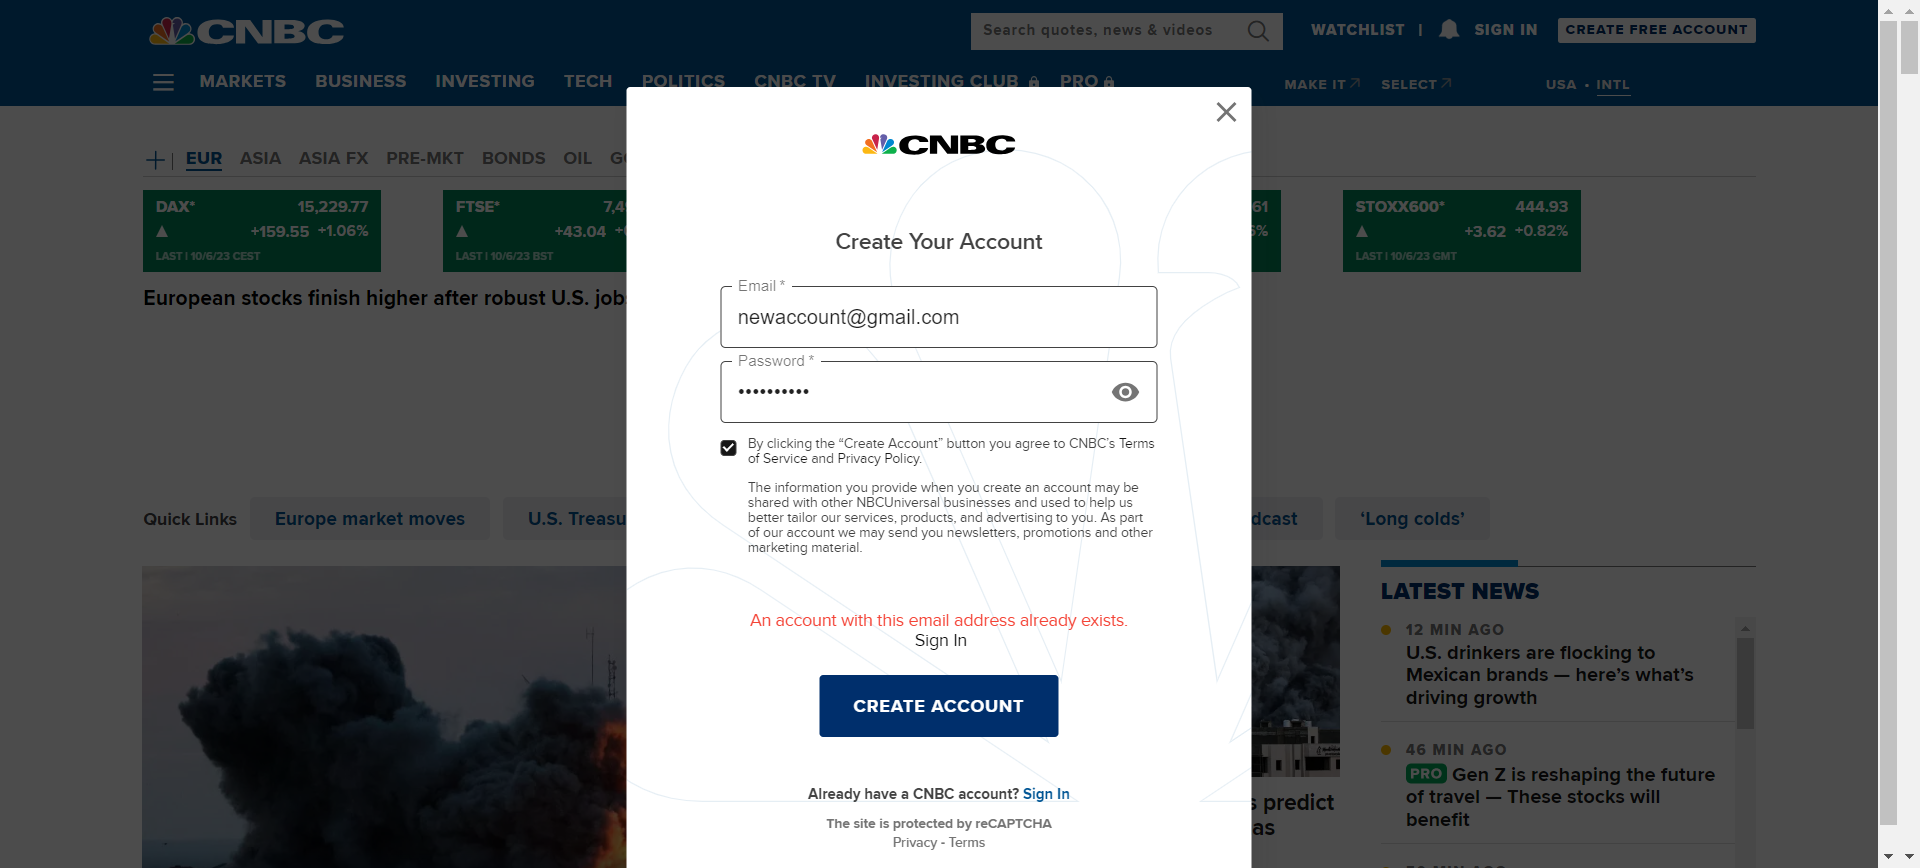 CNBC
Search quotes, news & videos
WATCHLIST |
SIGN IN
CREATE FREE ACCOUNT
MARKETS
BUSINESS
INVESTING
TECH
POLITICS
CNBC TV
INVESTING CLUB
PRO
MAKE IT
SELECT
USA • INTL
EUR
ASIA
ASIA FX
PRE-MKT
BONDS
OIL
DAX*
15,229.77
+159.55 +1.06%
LAST | 10/6/23 CEST
FTSE*
+43.04
LAST | 10/6/23 BST
STOXX600*
444.93
+3.62 +0.82%
LAST | 10/6/23 GMT
European stocks finish higher after robust U.S.
Quick Links
Europe market moves
U.S.
'Long colds'
CNBC
Create Your Account
Email *
newaccount@gmail.com
Password *
••••••••••
By clicking the “Create Account” button you agree to CNBC’s Terms
of Service and Privacy Policy.
The information you provide when you create an account may be
shared with other NBCUniversal businesses and used to help us
better tailor our services, products, and advertising to you. As part
of our account we may send you newsletters, promotions and other
marketing material.
An account with this email address already exists.
Sign In
CREATE ACCOUNT
Already have a CNBC account? Sign In
The site is protected by reCAPTCHA
Privacy - Terms
predict
LATEST NEWS
12 MIN AGO
U.S. drinkers are flocking to
Mexican brands — here’s what’s
driving growth
46 MIN AGO
PRO Gen Z is reshaping the future
of travel — These stocks will
benefit